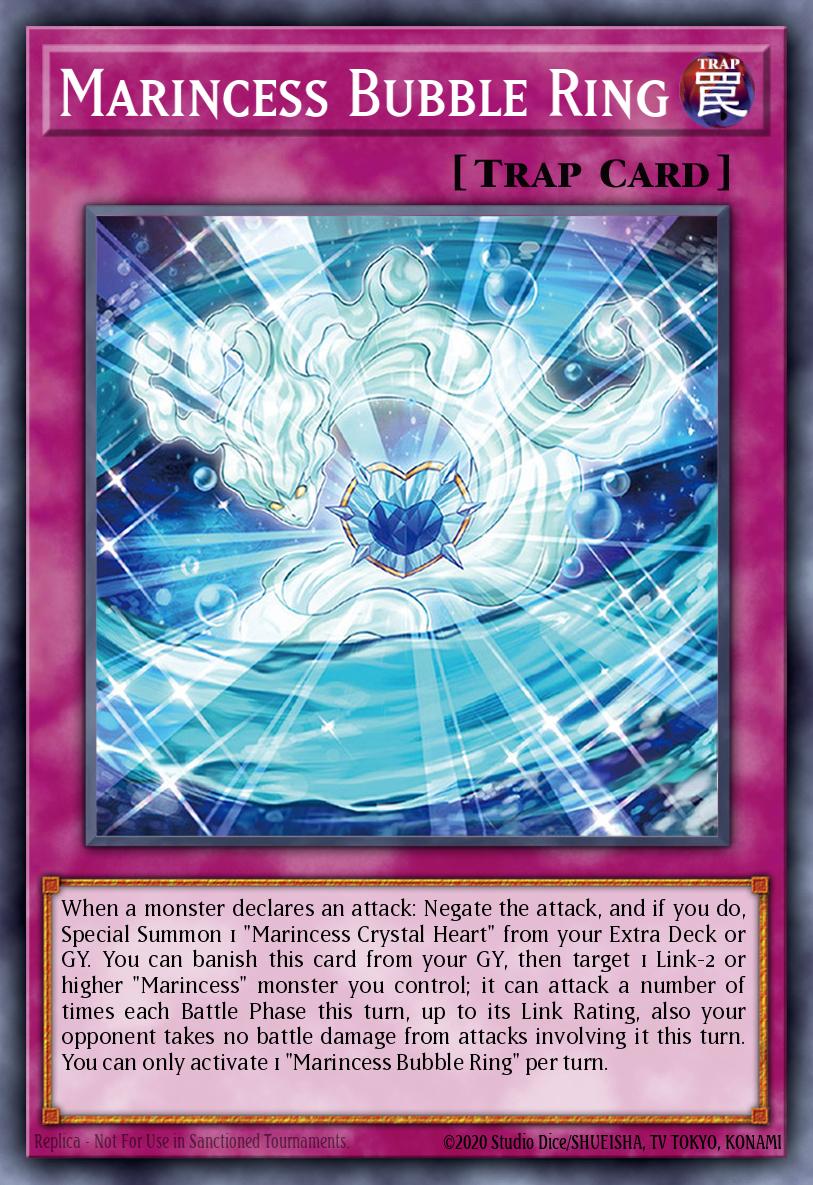 Marincess Bubble Ring
TRAP
罠
[Trap Card]
When a monster declares an attack: Negate the attack, and if you do,
Special Summon 1 "Marincess Crystal Heart" from your Extra Deck or
GY. You can banish this card from your GY, then target 1 Link-2 or
higher "Marincess" monster you control; it can attack a number of
times each Battle Phase this turn, up to its Link Rating, also your
opponent takes no battle damage from attacks involving it this turn.
You can only activate 1 "Marincess Bubble Ring" per turn.
Replica - Not For Use in Sanctioned Tournaments.
©2020 Studio Dice/SHUEISHA, TV TOKYO, KONAMI